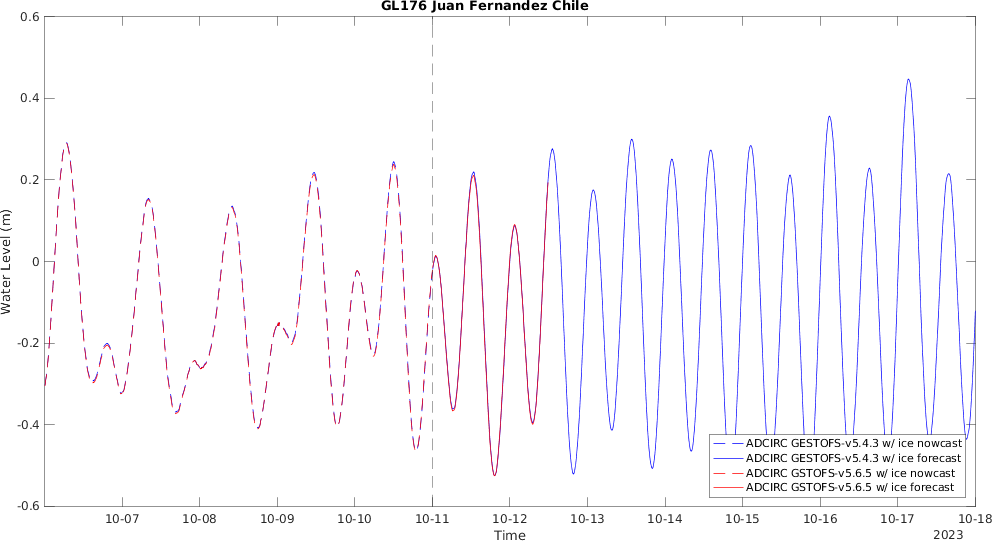 GL176 Juan Fernandez Chile
0.6
0.4
0.2
0
-0.2
-0.4
-0.6
Water Level (m)
ADCIRC GESTOFS-v5.4.3 w/ ice nowcast
ADCIRC GESTOFS-v5.4.3 w/ ice forecast
ADCIRC GSTOFS-v5.6.5 w/ ice nowcast
ADCIRC GSTOFS-v5.6.5 w/ ice forecast
10-07 10-08 10-09 10-10 10-11 10-12 10-13 10-14 10-15 10-16 10-17 10-18
Time
2023